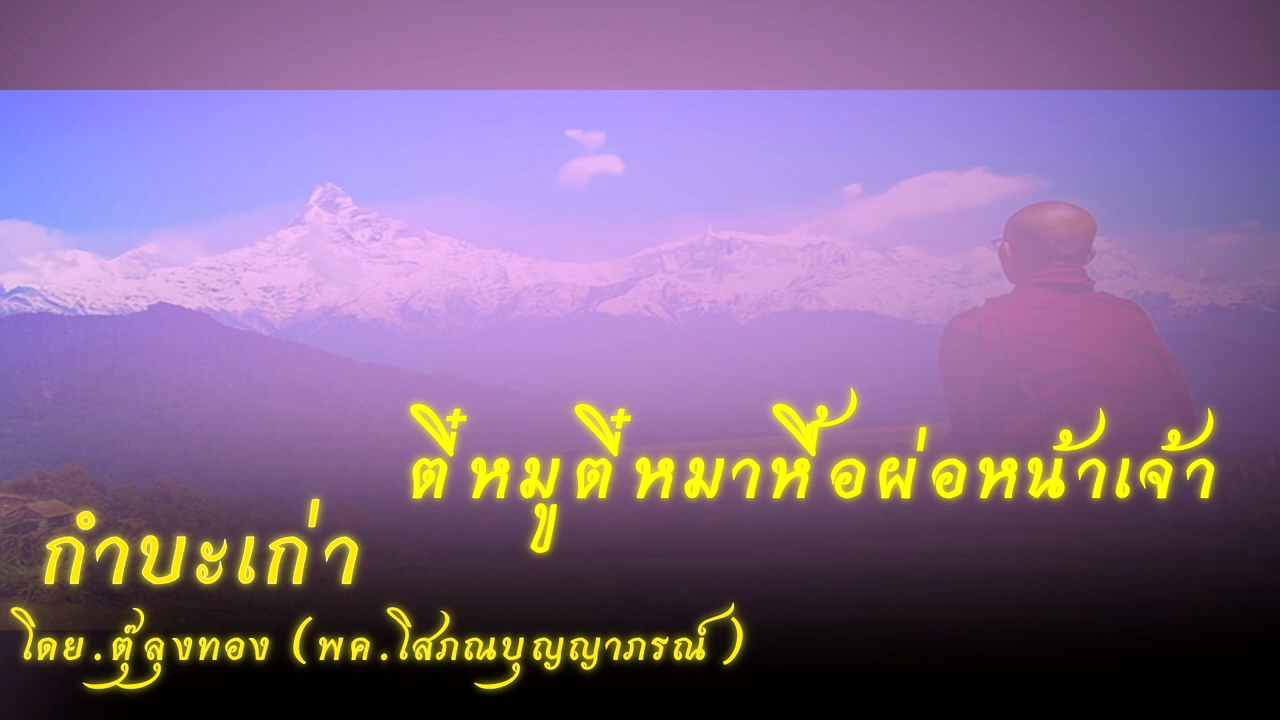 ตี๋หมูตี๋หมาหื้อผ่อหน้าเจ้า
กำบะเก่า
โดย.ตุ๊ลุงทอง (พค.โสภณบุญญาภรณ์)